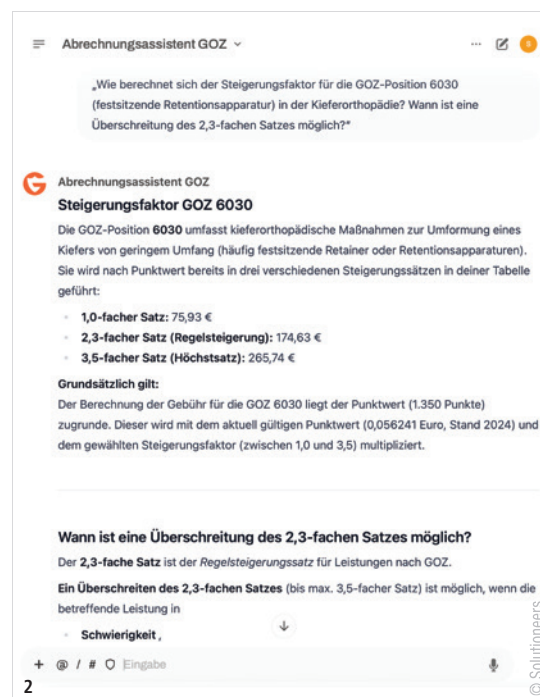 Abrechnungsassistent GOZ
„Wie berechnet sich der Steigerungsfaktor für die GOZ-Position 6030
(festsitzende Retentionsapparatur) in der Kieferorthopädie? Wann ist eine
Überschreitung des 2,3-fachen Satzes möglich?“
Abrechnungsassistent GOZ
Steigerungsfaktor GOZ 6030
Die GOZ-Position 6030 umfasst kieferorthopädische Maßnahmen zur Umformung eines
Kiefers von geringem Umfang (häufig festsitzende Retainer oder Retentionsapparaturen).
Sie wird nach Punktwert bereits in drei verschiedenen Steigerungssätzen in deiner Tabelle
geführt:
1,0-facher Satz: 75,93 €
2,3-facher Satz (Regelsteigerung): 174,63 €
3,5-facher Satz (Höchstsatz): 265,74 €
Grundsätzlich gilt:
Der Berechnung der Gebühr für die GOZ 6030 liegt der Punktwert (1.350 Punkte)
zugrunde. Dieser wird mit dem aktuell gültigen Punktwert (0,056241 Euro, Stand 2024) und
dem gewählten Steigerungsfaktor (zwischen 1,0 und 3,5) multipliziert.
Wann ist eine Überschreitung des 2,3-fachen Satzes möglich?
Der 2,3-fache Satz ist der Regelsteigerungssatz für Leistungen nach GOZ.
Ein Überschreiten des 2,3-fachen Satzes (bis max. 3,5-facher Satz) ist möglich, wenn die
betreffende Leistung in
Schwierigkeit ,
+ @ / # Eingabe
2
© Solutioneers